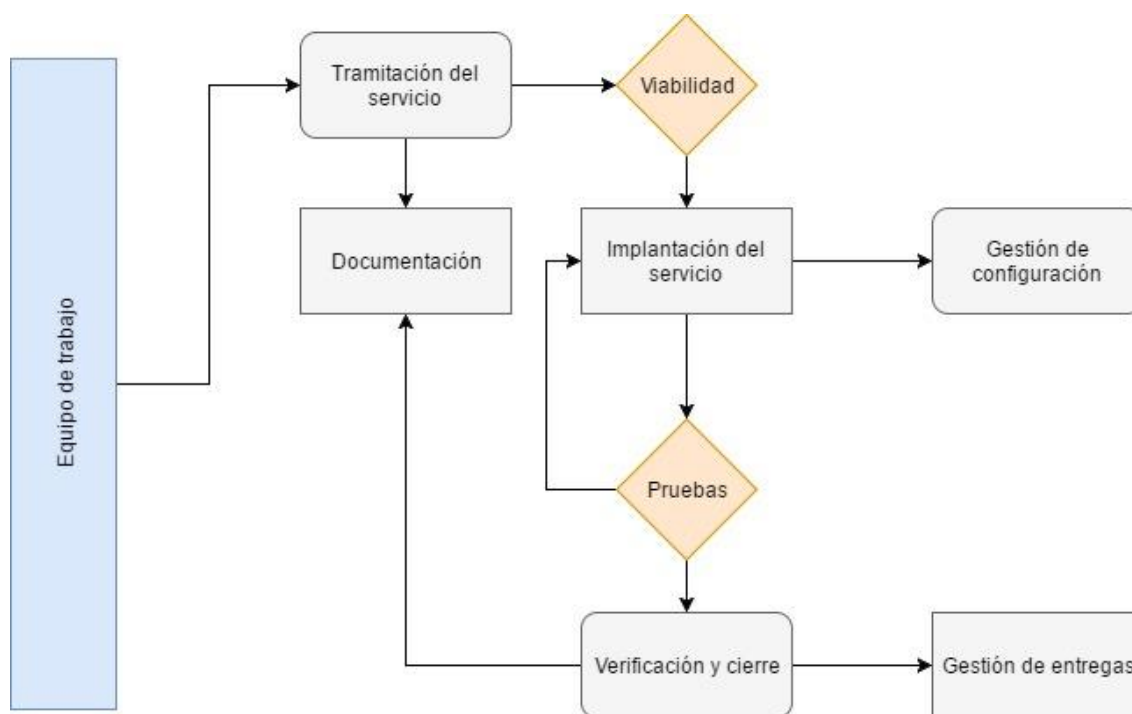 Tramitación del
servicio
Viabilidad
Documentación
Implantación del
servicio
Gestión de
configuración
Equipo de trabajo
Pruebas
Verificación y cierre
Gestión de entregas